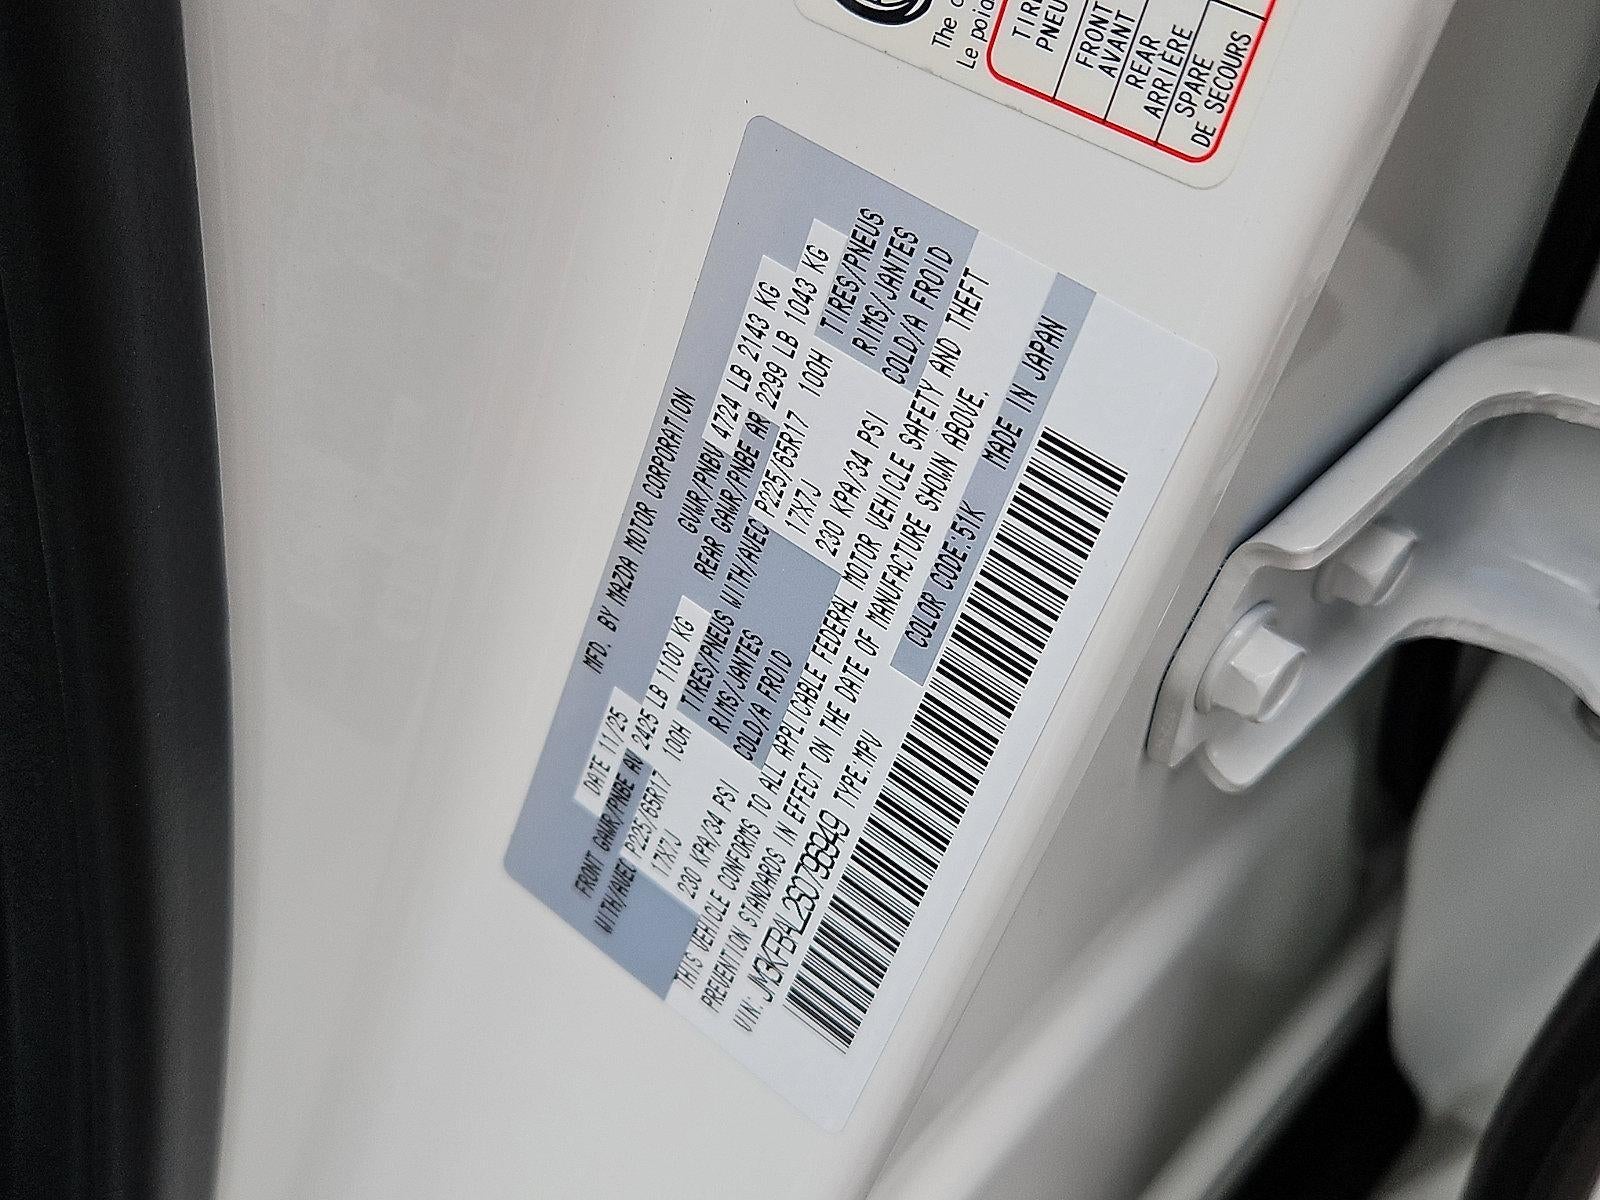 The c
Le poid
TIRE
PNEU
FRONT
AVANT
REAR
ARRIÈRE
SPARE
DE SECOURS
MFD. BY MAZDA MOTOR CORPORATION
DATE 11/25 GVWR/PNBV 4724 LB 2143 KG
FRONT GAWR/PNBE AV 2425 LB 1100 KG REAR GAWR/PNBE AR 2299 LB 1043 KG
WITH/AVEC P225/65R17 100H TIRES/PNEUS WITH/AVEC P225/65R17 100H TIRES/PNEUS
17X7J RIMS/JANTES 17X7J RIMS/JANTES
230 KPA/34 PSI COLD/A FROID 230 KPA/34 PSI COLD/A FROID
THIS VEHICLE CONFORMS TO ALL APPLICABLE FEDERAL MOTOR VEHICLE SAFETY AND THEFT
PREVENTION STANDARDS IN EFFECT ON THE DATE OF MANUFACTURE SHOWN ABOVE.
VIN: JM3KFBAL2S0796949 TYPE:MPV COLOR CODE:51K MADE IN JAPAN